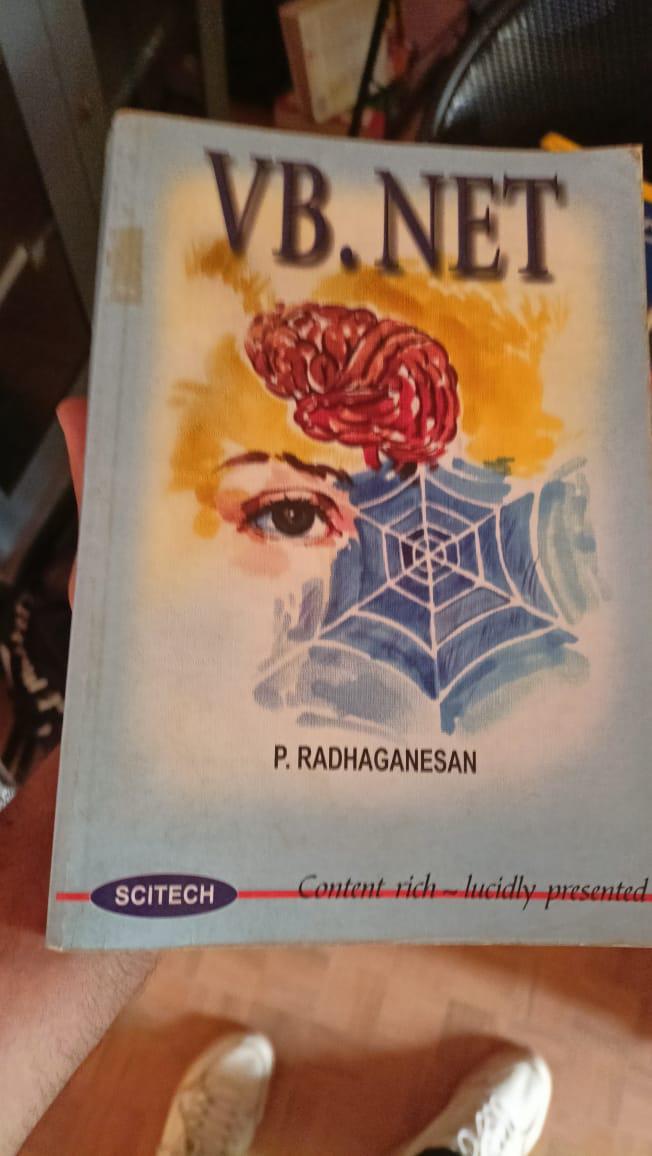 VB.NET
P. RADHAGANESAN
SCITECH
Content rich ~ lucidly presented